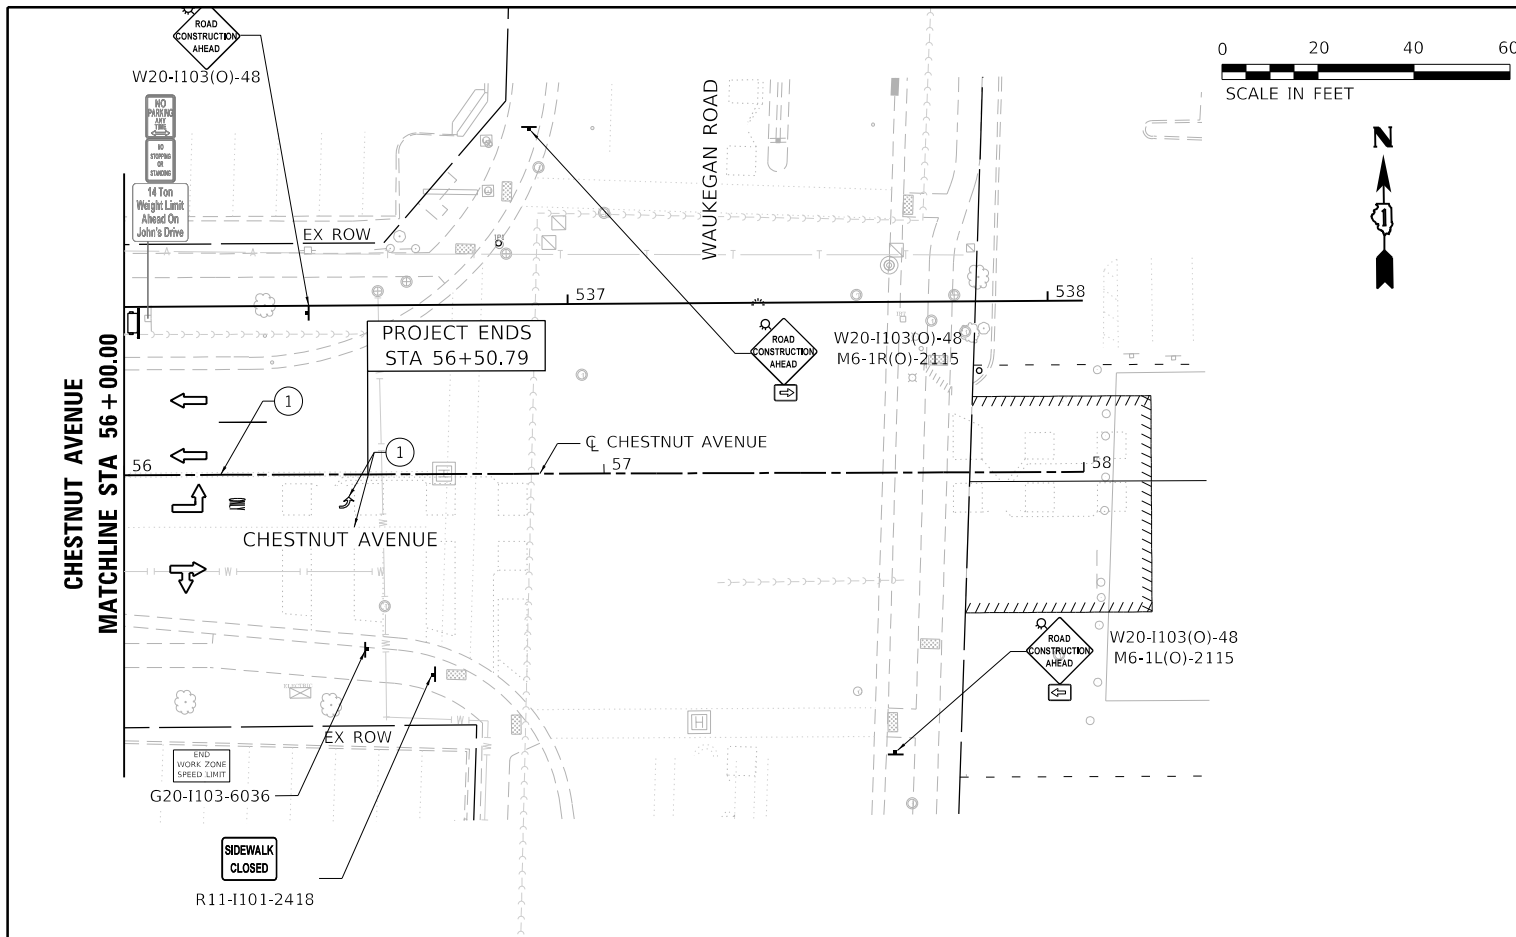 ROAD
CONSTRUCTION
AHEAD
W20-I103(O)-48
NO
PARKING
ANY
TIME
NO
STOPPING
OR
STANDING
14 Ton
Weight Limit
Ahead On
John's Drive
EX ROW
WAUKEGAN ROAD
0 20 40 60
SCALE IN FEET
N
1
537
538
PROJECT ENDS
STA 56+50.79
ROAD
CONSTRUCTION
AHEAD
W20-I103(O)-48
M6-1R(O)-2115
CHESTNUT AVENUE
MATCHLINE STA 56+00.00
1
1
56
℄ CHESTNUT AVENUE
57
58
CHESTNUT AVENUE
A
T
T
T
T
W
W
W
W
W
W
H
ELECTRIC
EX ROW
END
WORK ZONE
SPEED LIMIT
G20-I103-6036
SIDEWALK
CLOSED
R11-I101-2418
ROAD
CONSTRUCTION
AHEAD
W20-I103(O)-48
M6-1L(O)-2115